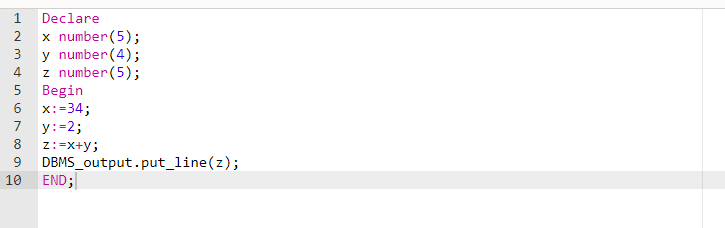 1 Declare
2 x number(5);
3 y number(4);
4 z number(5);
5 Begin
6 x:=34;
7 y:=2;
8 z:=x+y;
9 DBMS_output.put_line(z);
10 END;